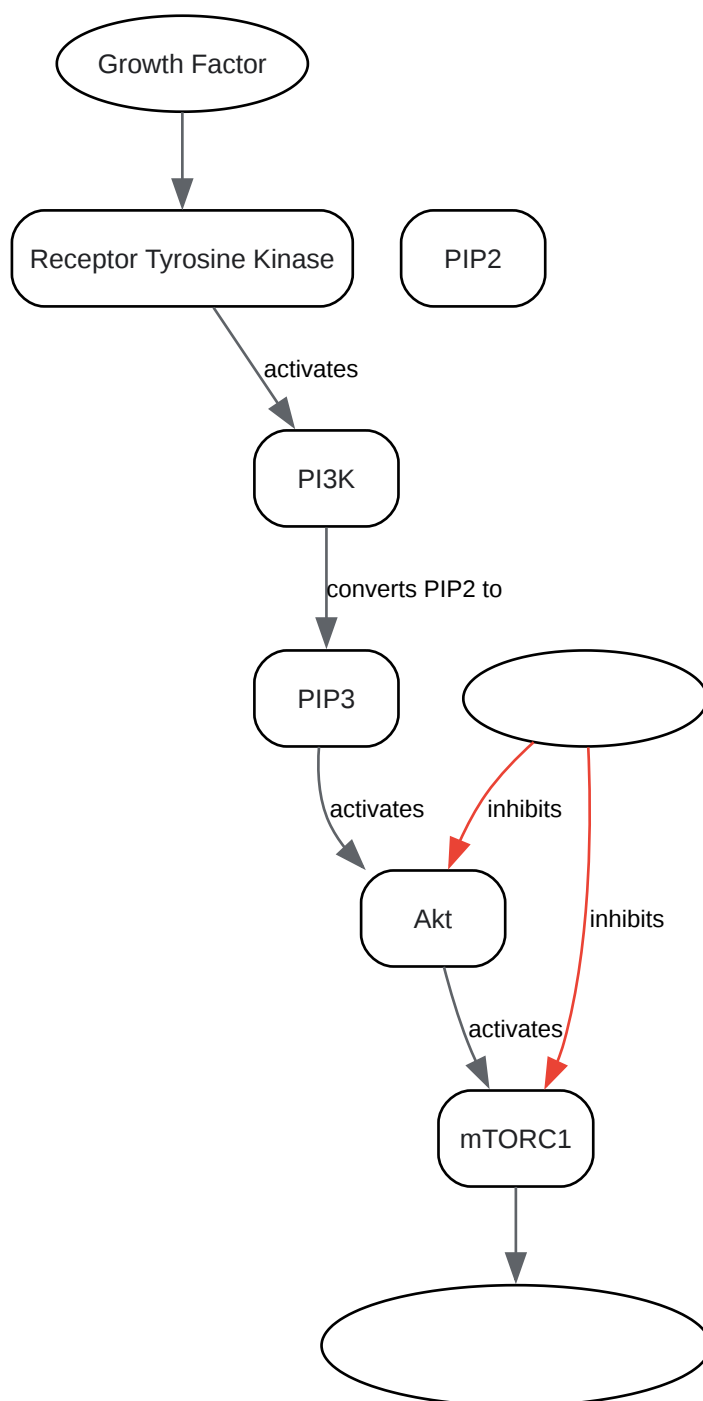 Growth Factor
Receptor Tyrosine Kinase
PIP2
activates
PI3K
converts PIP2 to
PIP3
activates
inhibits
Akt
inhibits
activates
mTORC1